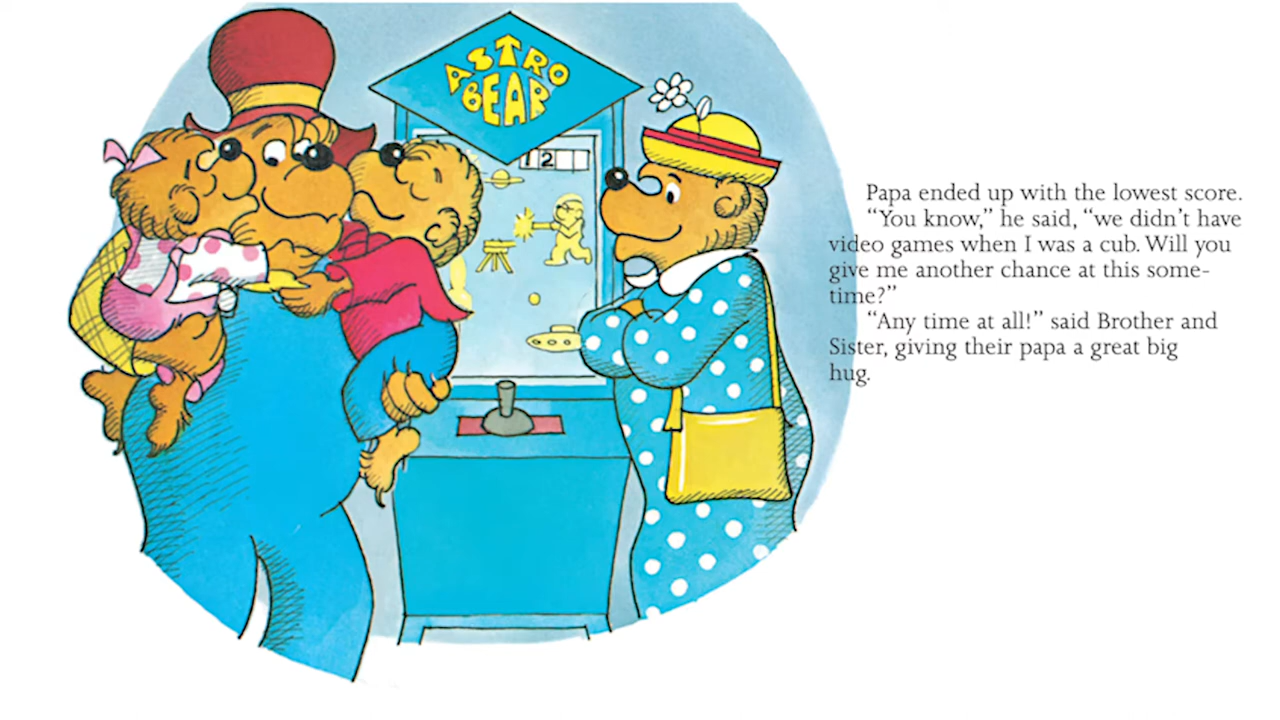 ASTRO
BEAR
12
Papa ended up with the lowest score.
“You know,” he said, “we didn’t have
video games when I was a cub. Will you
give me another chance at this some-
time?”
“Any time at all!” said Brother and
Sister, giving their papa a great big
hug.